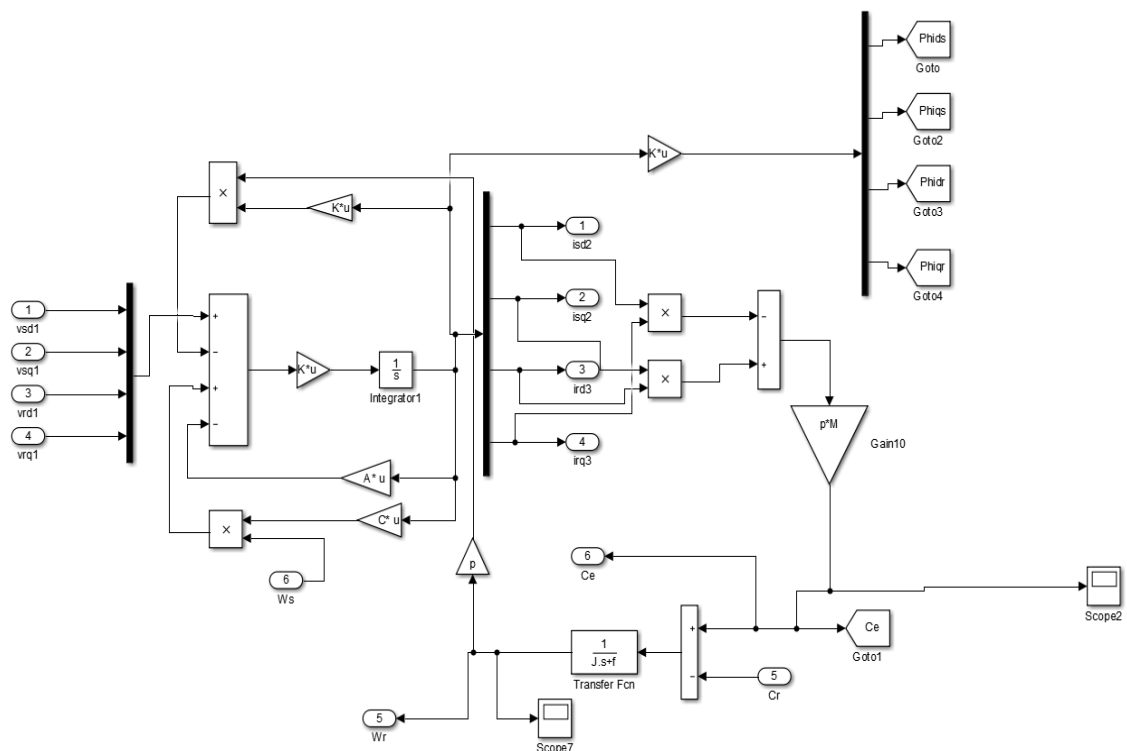 Phids
Goto
Phiqs
Goto2
K*u
Phidr
Goto3
×
K*u
1
isd2
Phiqr
Goto4
1
vsd1
2
isq2
×
−
+
2
vsq1
−
K*u
1
s
Integrator1
3
ird3
×
+
3
vrd1
+
4
vrq1
−
4
irq3
p*M
Gain10
A* u
C* u
×
6
Ws
p
6
Ce
Scope2
+
Ce
Goto1
1
J.s+f
Transfer Fcn
−
5
Cr
5
Wr
Scope7